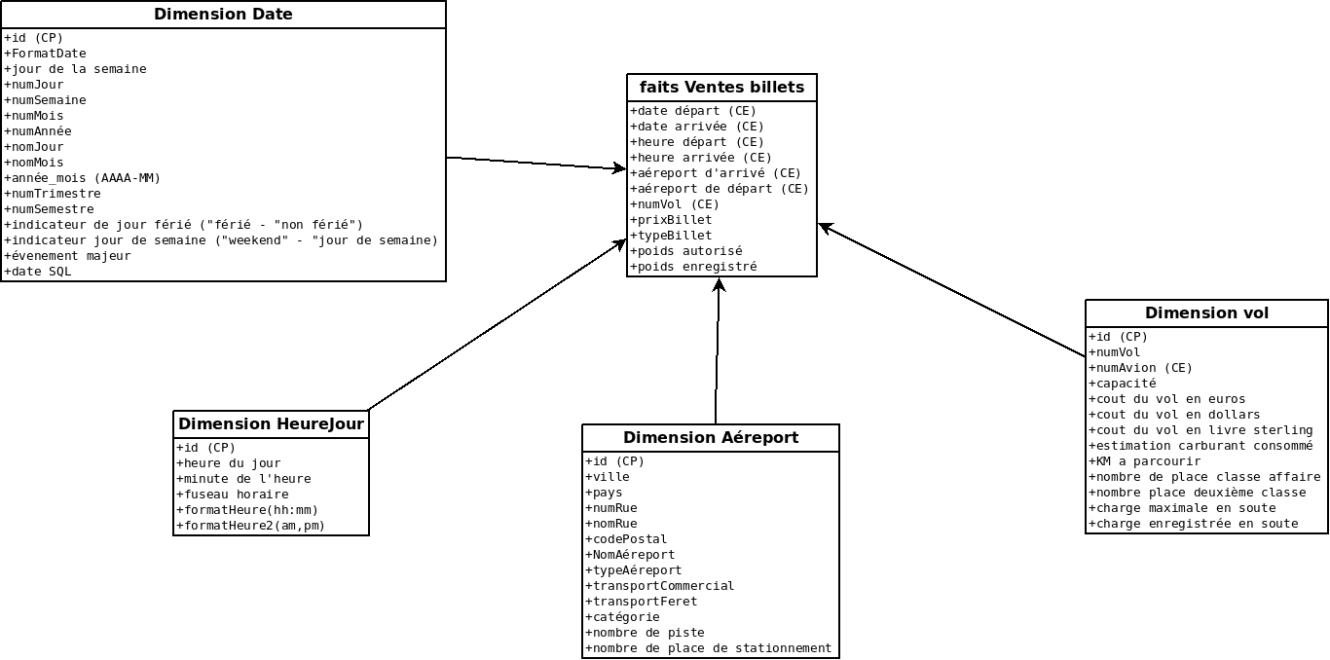 Dimension Date
+id (CP)
+FormatDate
+jour de la semaine
+numJour
+numSemaine
+numMois
+numAnnée
+nomJour
+nomMois
+année_mois (AAAA-MM)
+numTrimestre
+numSemestre
+indicateur de jour férié ("férié - "non férié")
+indicateur jour de semaine ("weekend" - "jour de semaine)
+évenement majeur
+date SQL
faits Ventes billets
+date départ (CE)
+date arrivée (CE)
+heure départ (CE)
+heure arrivée (CE)
+aéreport d'arrivé (CE)
+aéreport de départ (CE)
+numVol (CE)
+prixBillet
+typeBillet
+poids autorisé
+poids enregistré
Dimension vol
+id (CP)
+numVol
+numAvion (CE)
+capacité
+cout du vol en euros
+cout du vol en dollars
+cout du vol en livre sterling
+estimation carburant consommé
+KM a parcourir
+nombre de place classe affaire
+nombre place deuxième classe
+charge maximale en soute
+charge enregistrée en soute
Dimension HeureJour
+id (CP)
+heure du jour
+minute de l'heure
+fuseau horaire
+formatHeure(hh:mm)
+formatHeure2(am,pm)
Dimension Aéreport
+id (CP)
+ville
+pays
+numRue
+nomRue
+codePostal
+NomAéreport
+typeAéreport
+transportCommercial
+transportFeret
+catégorie
+nombre de piste
+nombre de place de stationnement